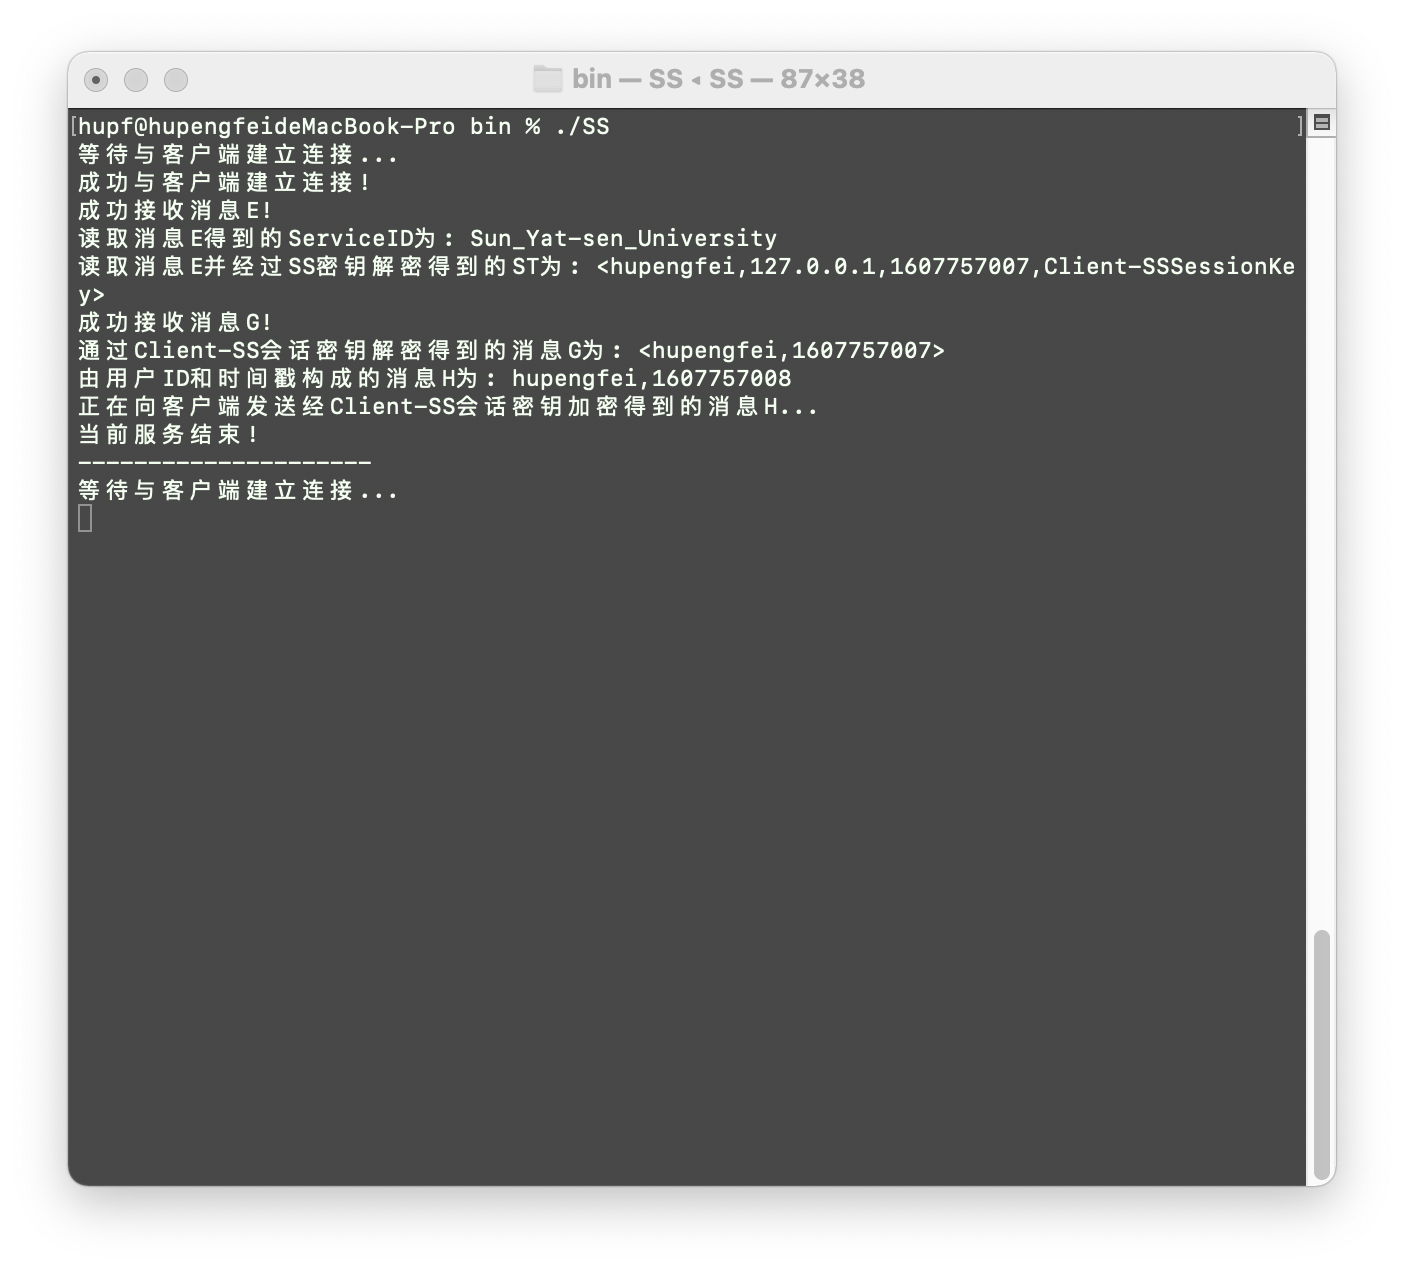 bin — SS ◂ SS — 87×38
[hupf@hupengfeideMacBook-Pro bin % ./SS ]
等待与客户端建立连接...
成功与客户端建立连接!
成功接收消息E!
读取消息E得到的ServiceID为: Sun_Yat-sen_University
读取消息E并经过SS密钥解密得到的ST为: <hupengfei,127.0.0.1,1607757007,Client-SSSessionKe
y>
成功接收消息G!
通过Client-SS会话密钥解密得到的消息G为: <hupengfei,1607757007>
由用户ID和时间戳构成的消息H为: hupengfei,1607757008
正在向客户端发送经Client-SS会话密钥加密得到的消息H...
当前服务结束!
---------------------
等待与客户端建立连接...